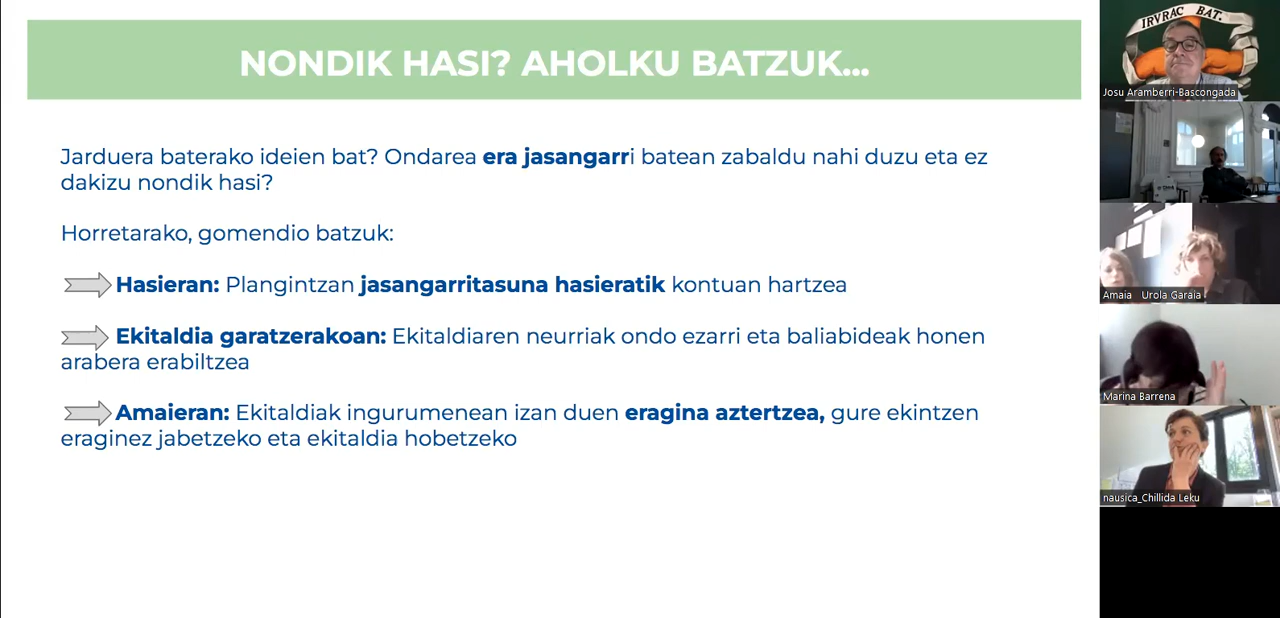 NONDIK HASI? AHOLKU BATZUK...
Jarduera baterako ideien bat? Ondarea era jasangarri batean zabaldu nahi duzu eta ez
dakizu nondik hasi?
Horretarako, gomendio batzuk:
Hasieran: Plangintzan jasangarritasuna hasieratik kontuan hartzea
Ekitaldia garatzerakoan: Ekitaldiaren neurriak ondo ezarri eta baliabideak honen
arabera erabiltzea
Amaieran: Ekitaldiak ingurumenean izan duen eragina aztertzea, gure ekintzen
eraginez jabetzeko eta ekitaldia hobetzeko
IRVRAC BAT.
Josu Aramberri-Bascongada
Amaia Urola Garaia
Marina Barrena
nausica_Chillida Leku